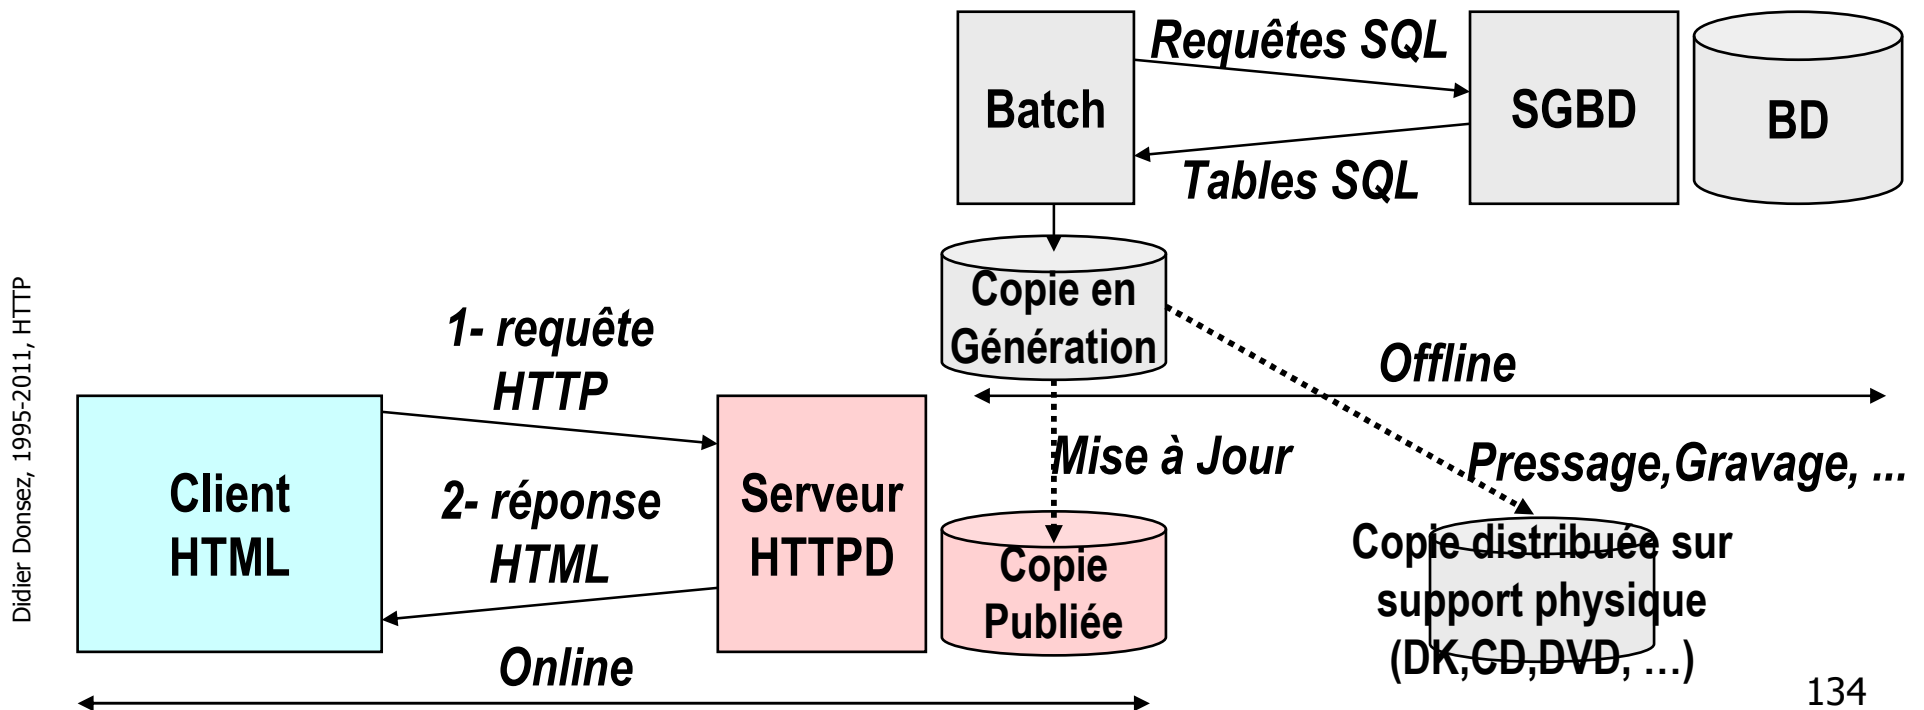 Requêtes SQL
Batch
SGBD
BD
Tables SQL
Copie en
Génération
Offline
1- requête
HTTP
Mise à Jour
Pressage,Gravage, ...
Client
HTML
2- réponse
HTML
Serveur
HTTPD
Copie
Publiée
Copie distribuée sur
support physique
(DK,CD,DVD, …)
Online
Didier Donsez, 1995-2011, HTTP
134